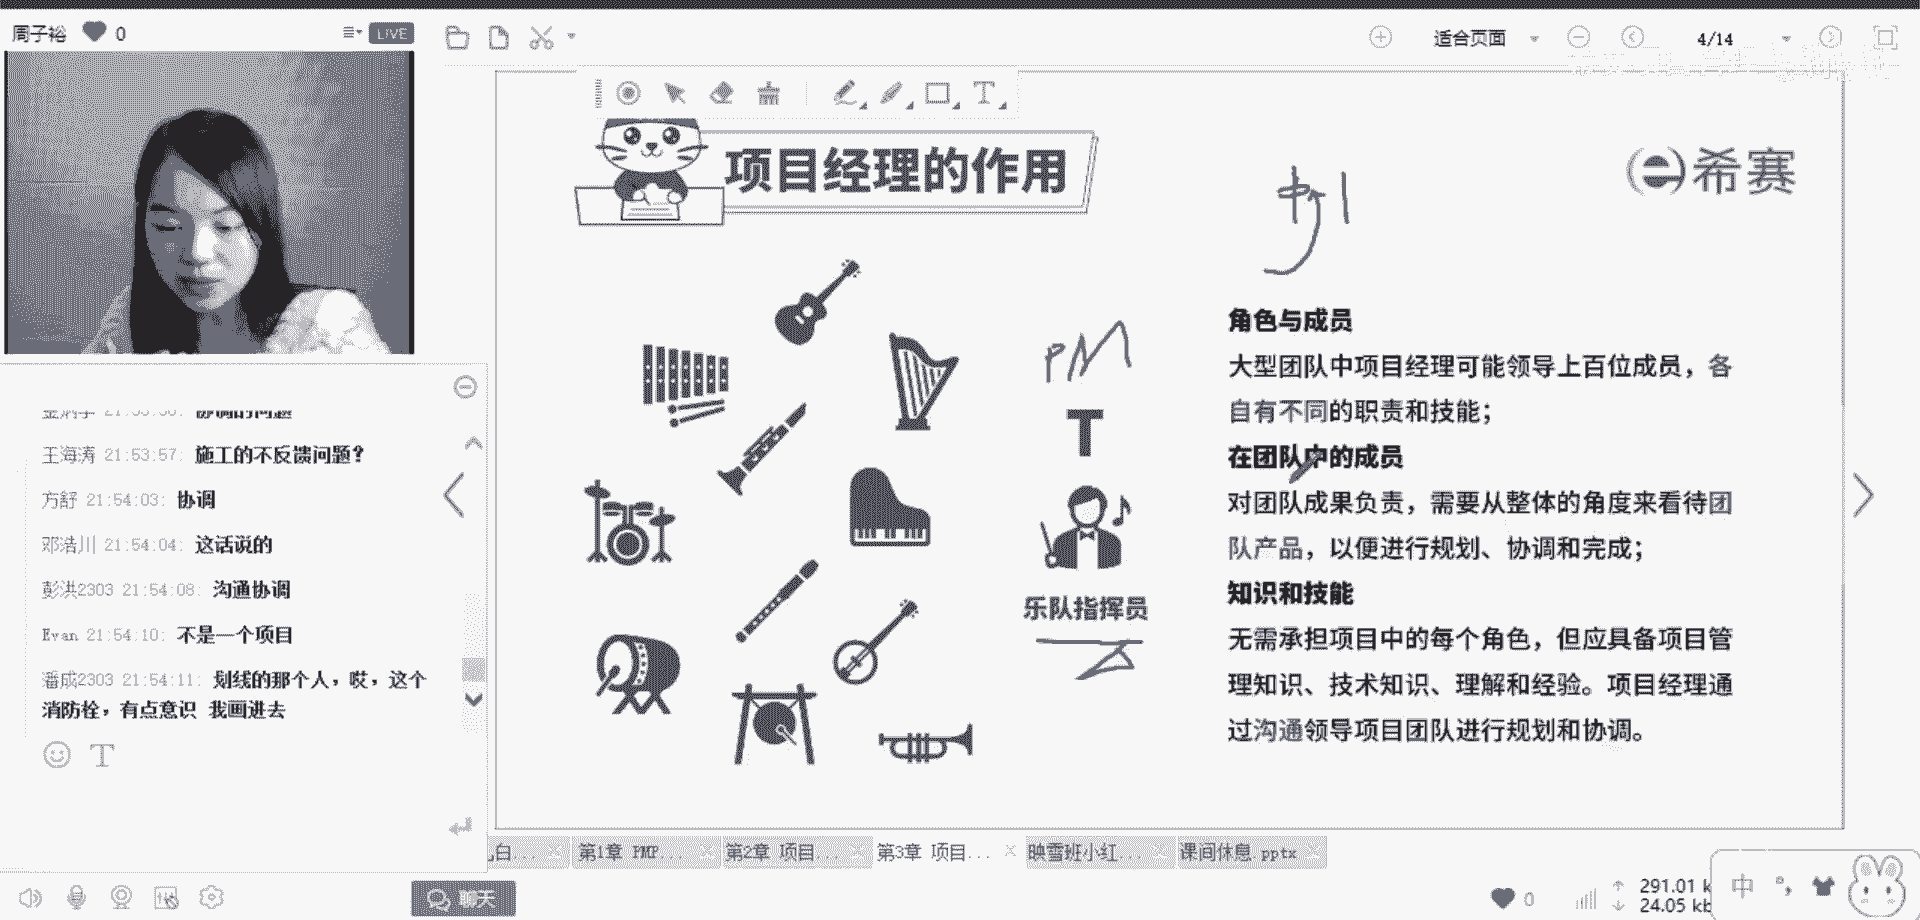 周子裕 0
LIVE
适合页面
4/14
项目经理的作用
希赛
PM
T
乐队指挥员
角色与成员
大型团队中项目经理可能领导上百位成员，各
自有不同的职责和技能；
在团队中的成员
对团队成果负责，需要从整体的角度来看待团
队产品，以便进行规划、协调和完成；
知识和技能
无需承担项目中的每个角色，但应具备项目管
理知识、技术知识、理解和经验。项目经理通
过沟通领导项目团队进行规划和协调。
王海涛 21:53:57: 施工的不反馈问题？
方舒 21:54:03: 协调
邓浩川 21:54:04: 这话说的
彭洪2303 21:54:08: 沟通协调
Evan 21:54:10: 不是一个项目
潘成2303 21:54:11: 划线的那个人，哎，这个
消防栓，有点意识 我画进去
T
白...
第1章 PMP...
第2章 项目...
第3章 项目...
映雪班小红...
课间休息.pptx
聊天
0
291.01 k
24.05 kb
中